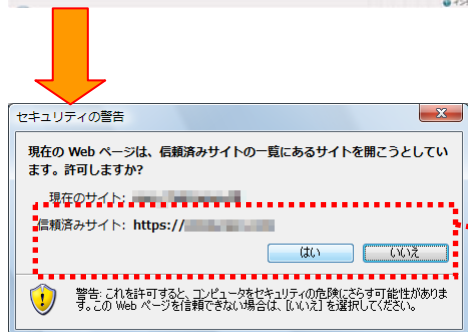 セキュリティの警告
現在の Web ページは、信頼済みサイトの一覧にあるサイトを開こうとしてい
ます。許可しますか?
現在のサイト:
信頼済みサイト: https://
はい
いいえ
警告: これを許可すると、コンピュータをセキュリティの危険にさらす可能性がありま
す。この Web ページを信頼できない場合は、[いいえ] を選択してください。